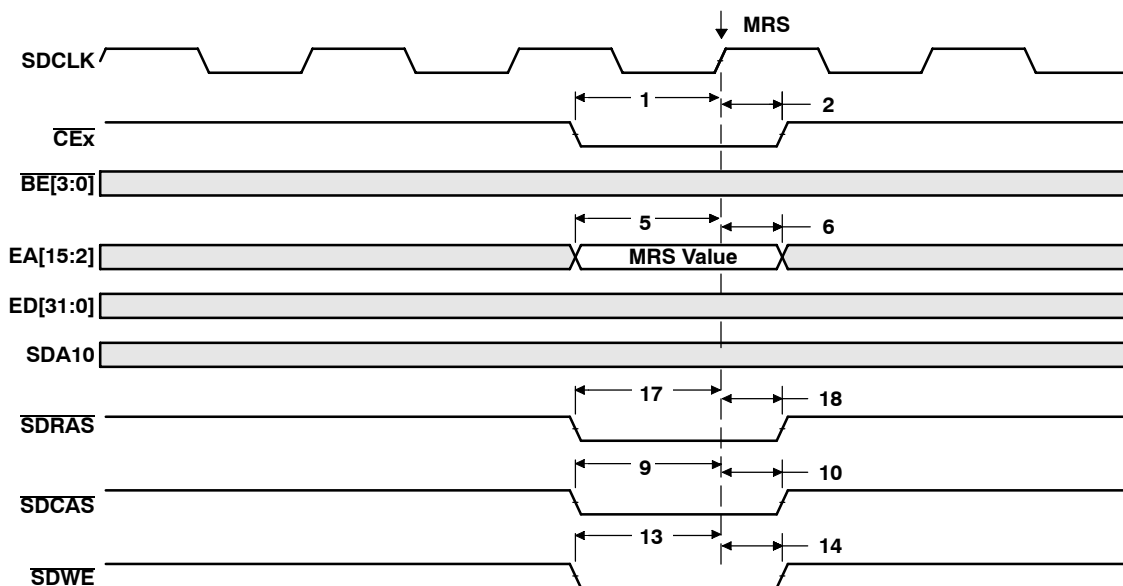 MRS
SDCLK
1 2
CEx
BE[3:0]
5 6
EA[15:2] MRS Value
ED[31:0]
SDA10
17 18
SDRAS
9 10
SDCAS
13 14
SDWE